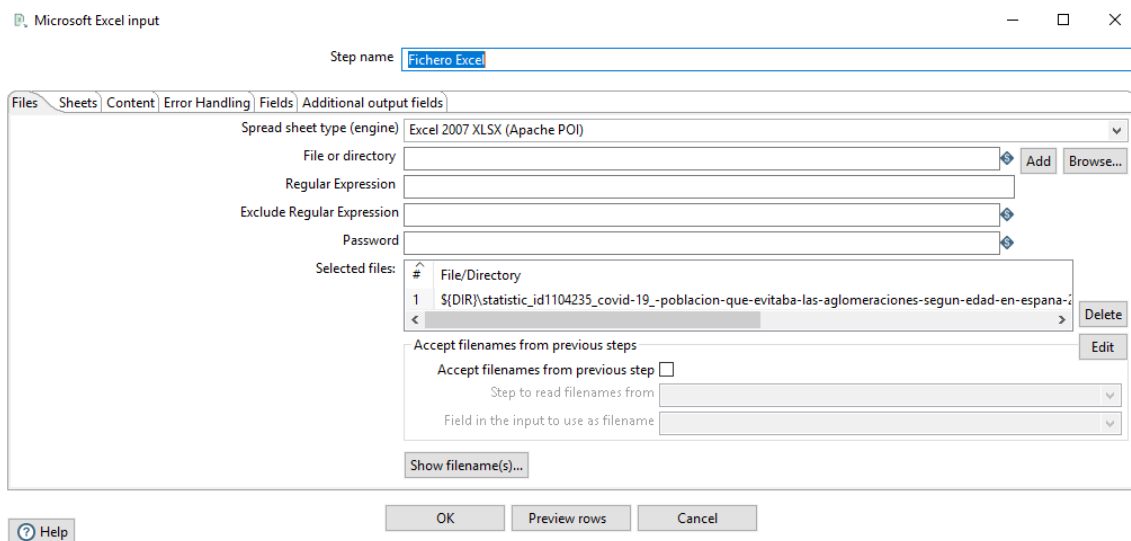 Microsoft Excel input
Step name Fichero Excel
Files Sheets Content Error Handling Fields Additional output fields
Spread sheet type (engine) Excel 2007 XLSX (Apache POI)
File or directory Add Browse...
Regular Expression
Exclude Regular Expression
Password
Selected files: # File/Directory
1 ${DIR}\statistic_id1104235_covid-19_-poblacion-que-evitaba-las-aglomeraciones-segun-edad-en-espana-2
Delete
Accept filenames from previous steps Edit
Accept filenames from previous step
Step to read filenames from
Field in the input to use as filename
Show filename(s)...
OK Preview rows Cancel
Help